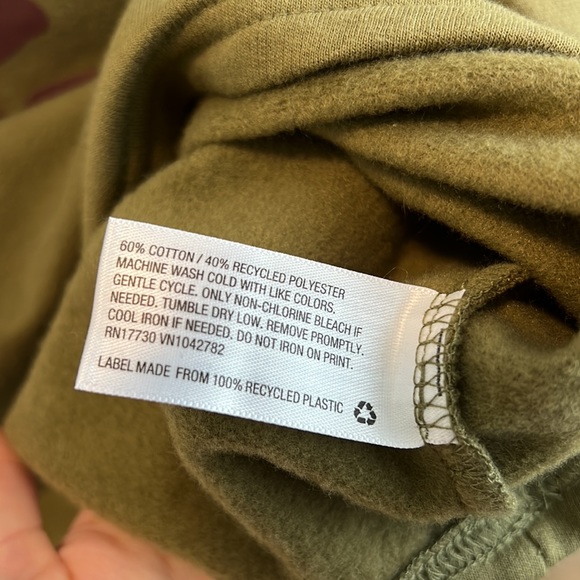 60% COTTON / 40% RECYCLED POLYESTER
MACHINE WASH COLD WITH LIKE COLORS,
GENTLE CYCLE. ONLY NON-CHLORINE BLEACH IF
NEEDED. TUMBLE DRY LOW. REMOVE PROMPTLY.
COOL IRON IF NEEDED. DO NOT IRON ON PRINT.
RN17730 VN1042782
LABEL MADE FROM 100% RECYCLED PLASTIC